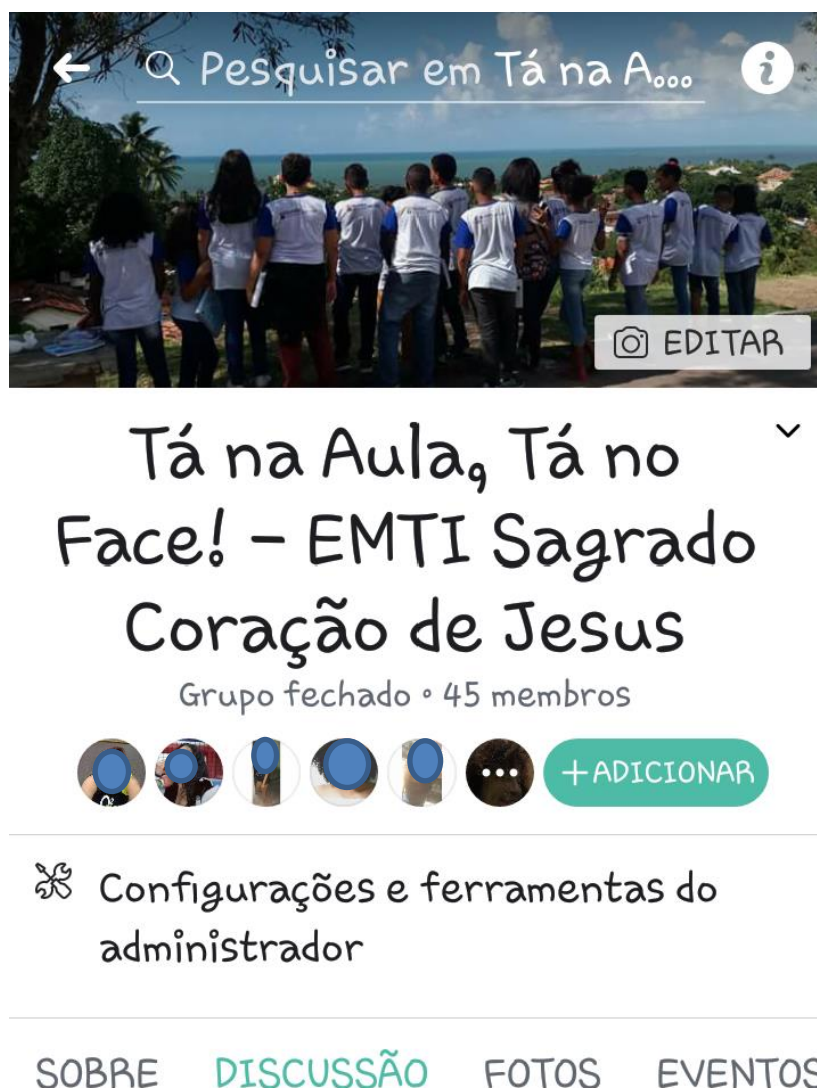 Pesquisar em Tá na A...
EDITAR
Tá na Aula, Tá no
Face! - EMTI Sagrado
Coração de Jesus
Grupo fechado • 45 membros
+ADICIONAR
Configurações e ferramentas do
administrador
SOBRE DISCUSSÃO FOTOS EVENTOS